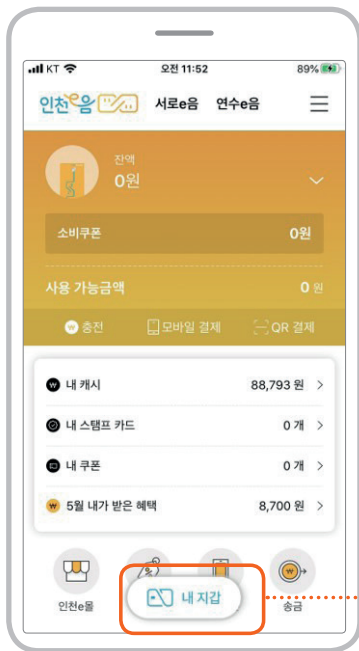 KT 오전 11:52 89%
인천e음 서로e음 연수e음
잔액
0원
소비쿠폰 0원
사용 가능금액 0 원
충전 모바일 결제 QR 결제
내 캐시 88,793 원
내 스탬프 카드 0 개
내 쿠폰 0 개
5월 내가 받은 혜택 8,700 원
내 지갑
인천e몰 송금